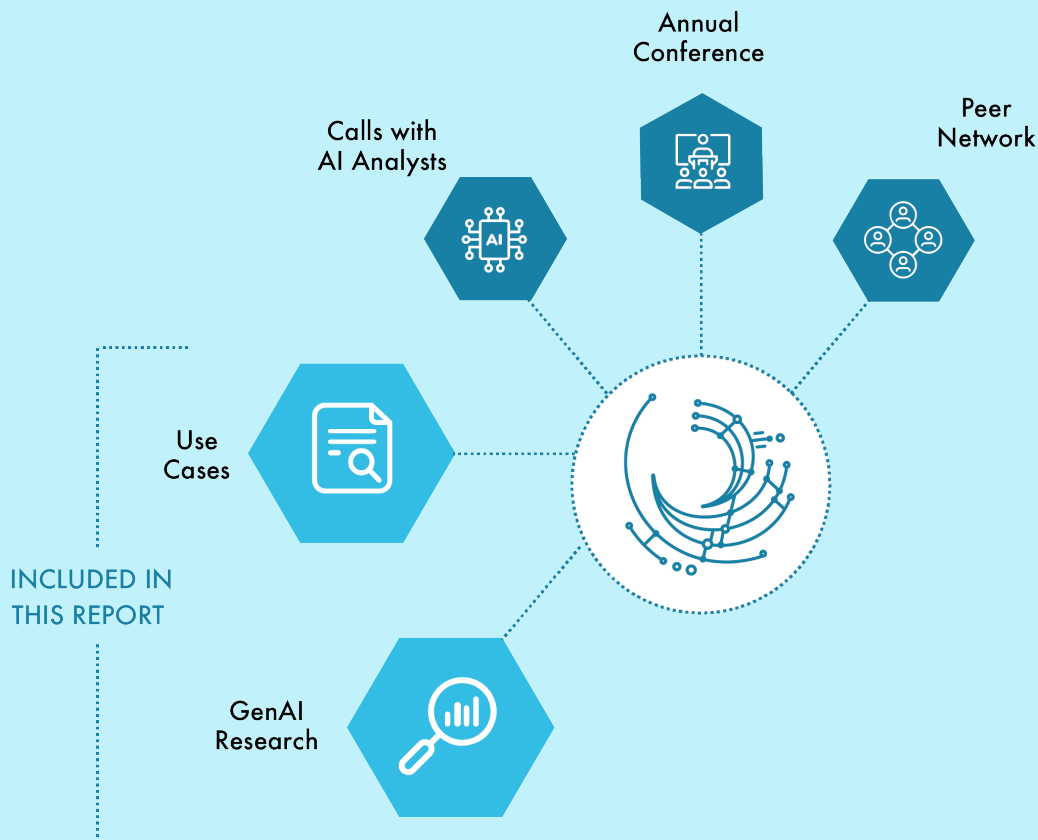 Annual
Conference
Peer
Network
Calls with
AI Analysts
AI
Use
Cases
INCLUDED IN
THIS REPORT
GenAI
Research